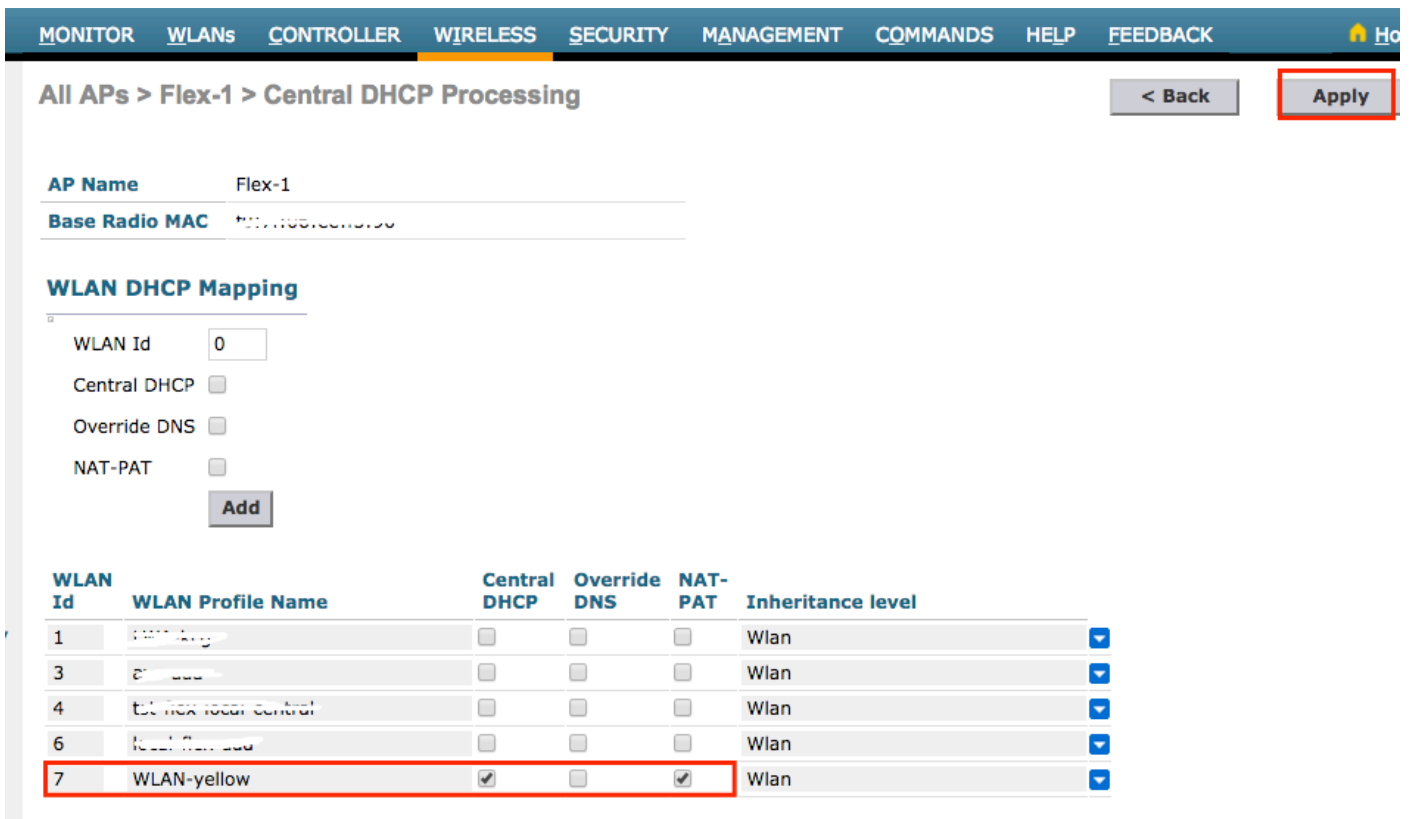 MONITOR WLANs CONTROLLER WIRELESS SECURITY MANAGEMENT COMMANDS HELP FEEDBACK
All APs > Flex-1 > Central DHCP Processing < Back Apply
AP Name Flex-1
Base Radio MAC
WLAN DHCP Mapping
WLAN Id 0
Central DHCP
Override DNS
NAT-PAT
Add
WLAN Central Override NAT-
Id WLAN Profile Name DHCP DNS PAT Inheritance level
1 Wlan
3 Wlan
4 Wlan
6 Wlan
7 WLAN-yellow Wlan